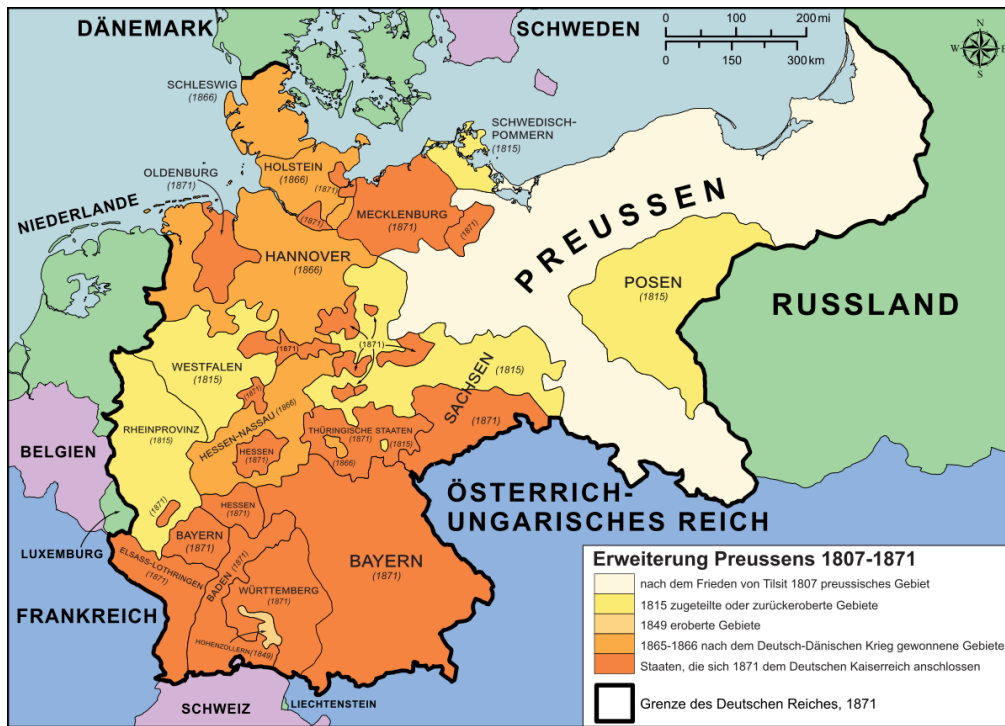 DÄNEMARK
SCHWEDEN
0 100 200 mi
0 150 300 km
N
W E
S
SCHLESWIG
(1866)
SCHWEDISCH-
POMMERN
(1815)
OLDENBURG
(1871)
HOLSTEIN
(1866)
(1871)
(1871)
MECKLENBURG
(1871)
(1871)
NIEDERLANDE
PREUSSEN
HANNOVER
(1866)
POSEN
(1815)
RUSSLAND
(1871)
(1871)
WESTFALEN
(1815)
(1871)
(1815)
SACHSEN
(1871)
RHEINPROVINZ
(1815)
HESSEN-NASSAU (1866)
THÜRINGISCHE STAATEN
(1871)
(1815)
(1866)
HESSEN
(1871)
BELGIEN
(1871)
HESSEN
(1871)
ÖSTERRICH-
UNGARISCHES REICH
LUXEMBURG
BAYERN
(1871)
ELSASS-LOTHRINGEN
(1871)
BADEN (1871)
BAYERN
(1871)
WÜRTTEMBERG
(1871)
FRANKREICH
HOHENZOLLERN (1849)
SCHWEIZ
LIECHTENSTEIN
Erweiterung Preussens 1807-1871
nach dem Frieden von Tilsit 1807 preussisches Gebiet
1815 zugeteilte oder zurückeroberte Gebiete
1849 eroberte Gebiete
1865-1866 nach dem Deutsch-Dänischen Krieg gewonnene Gebiete
Staaten, die sich 1871 dem Deutschen Kaiserreich anschlossen
Grenze des Deutschen Reiches, 1871